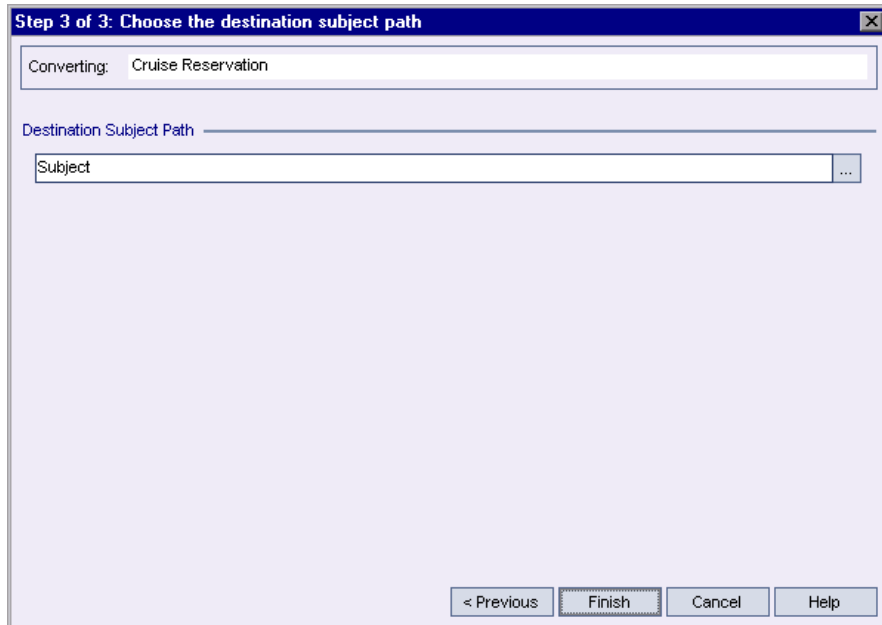 Step 3 of 3: Choose the destination subject path
Converting: Cruise Reservation
Destination Subject Path
Subject ...
< Previous Finish Cancel Help